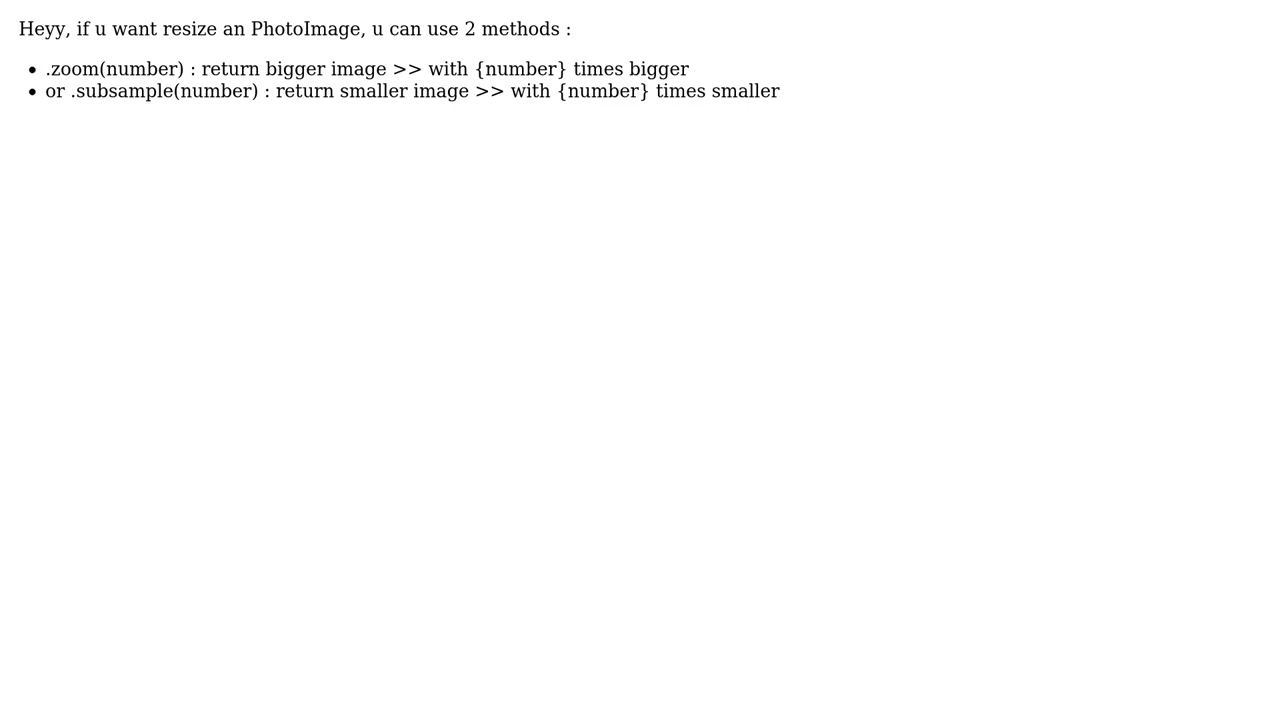 Heyy, if u want resize an PhotoImage, u can use 2 methods :
• .zoom(number) : return bigger image >> with {number} times bigger
• or .subsample(number) : return smaller image >> with {number} times smaller